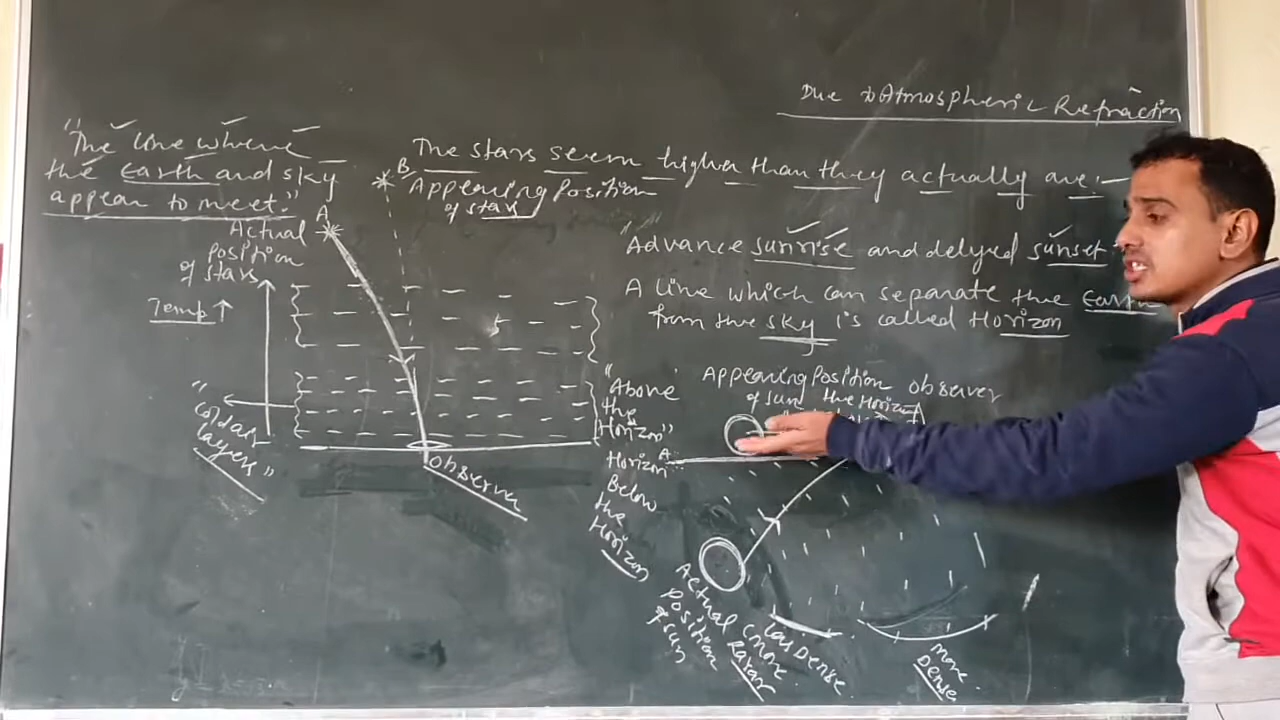 Due to Atmospheric Refraction
"The line where
the Earth and sky
appear to meet."
The stars seem higher than they actually are.
B
Appearing Position
of stars
A
Actual
Position
of stars
Temp ↑
"Advance sunrise and delyed sunset
A line which can separate the Earth
from the sky is called Horizon
"
layers"
Observer
"Above
the
Horizon"
Horizon
Below
the
Horizon
Appearing Position observer
of sun the Horizon
A
Actual
Position
of sun
(more
Rarar
Less Dense
more
Dense